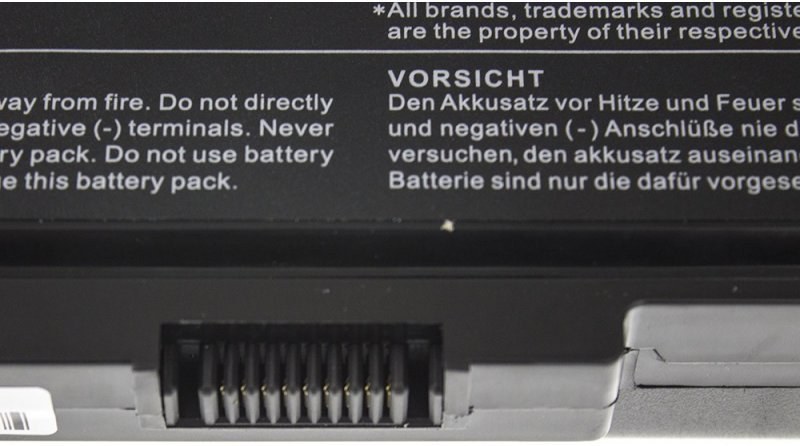 *All brands, trademarks and registe
are the property of their respective
way from fire. Do not directly
egative (-) terminals. Never
ry pack. Do not use battery
e this battery pack.
VORSICHT
Den Akkusatz vor Hitze und Feuer s
und negativen (-) Anschlüße nie d
versuchen, den akkusatz auseinan
Batterie sind nur die dafür vorgese